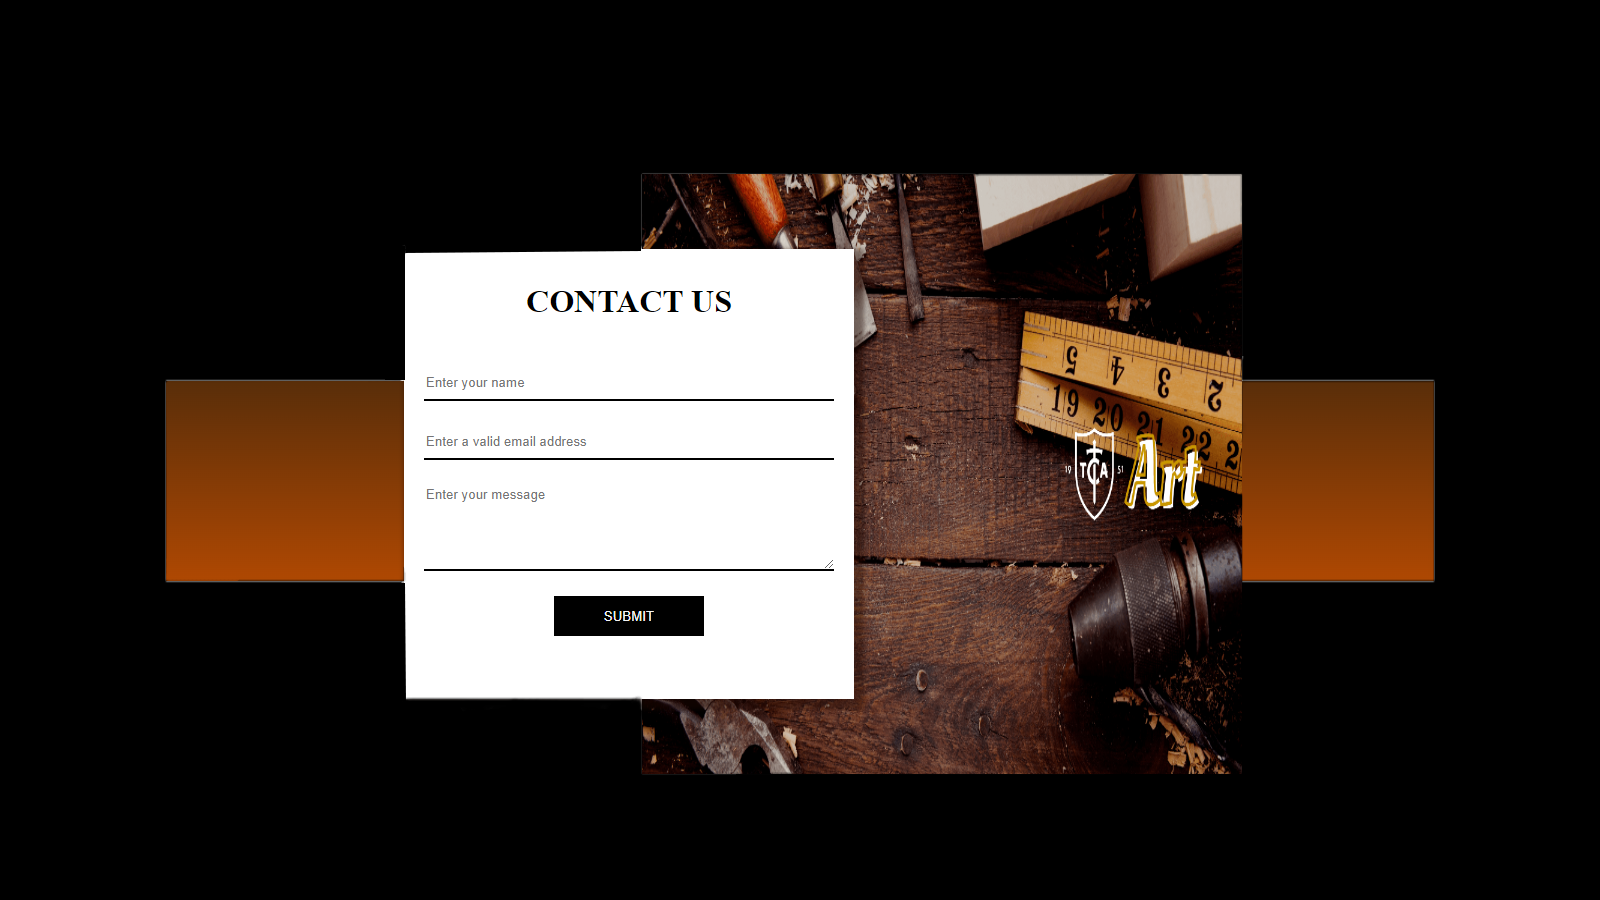 CONTACT US
Enter your name
Enter a valid email address
Enter your message
SUBMIT
5 4 3 2
19 20 21 22 2
19 TCA 51 Art